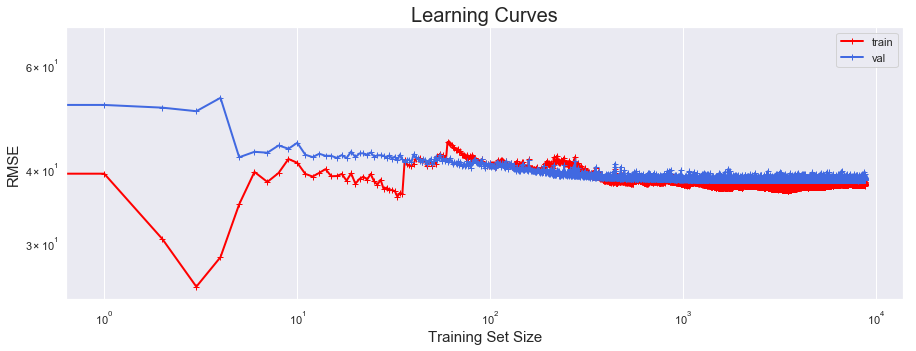 Learning Curves
train
val
RMSE
6 × 10¹
4 × 10¹
3 × 10¹
10⁰
10¹
10²
10³
10⁴
Training Set Size